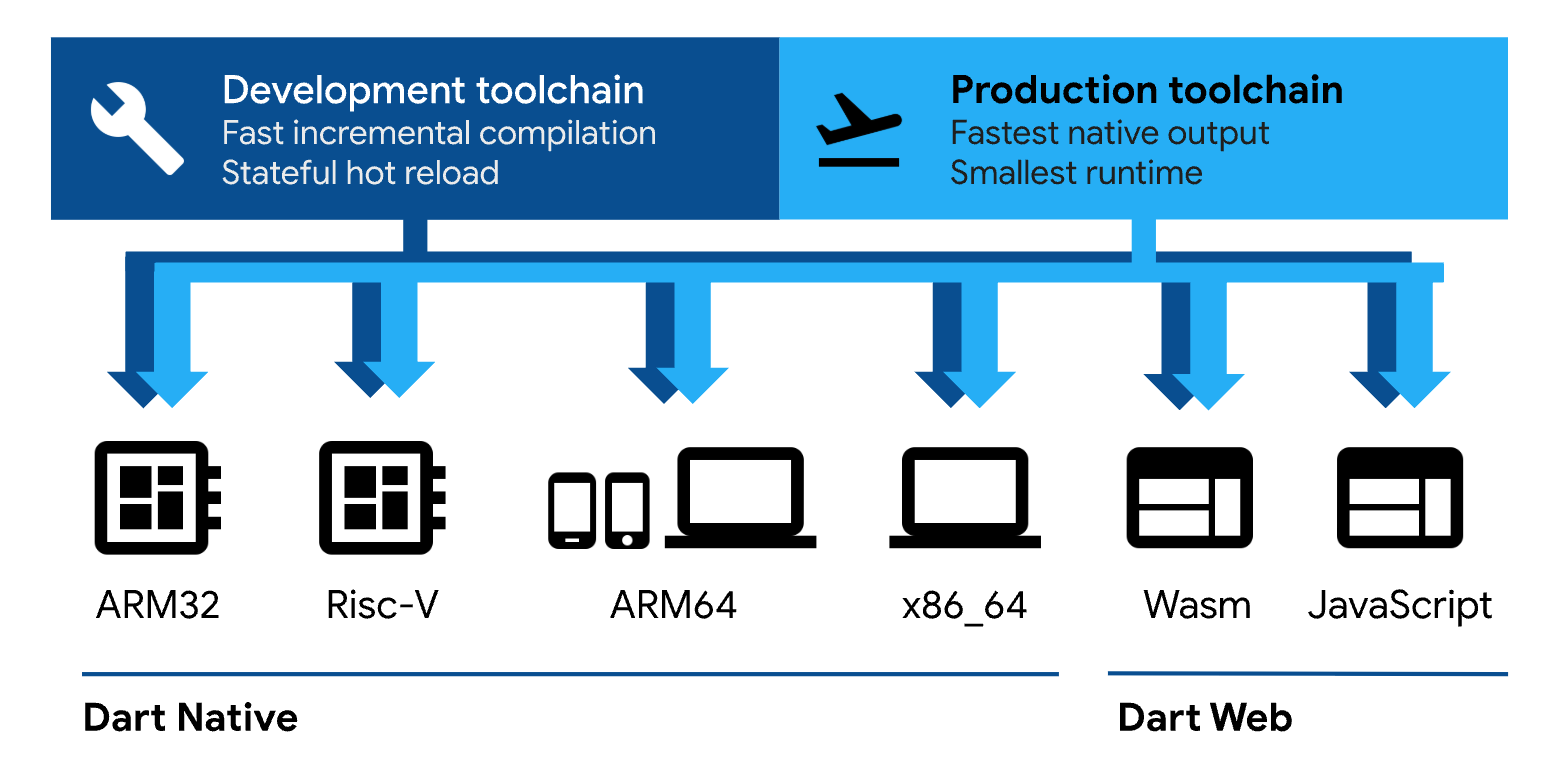 Development toolchain
Fast incremental compilation
Stateful hot reload
Production toolchain
Fastest native output
Smallest runtime
ARM32
Risc-V
ARM64
x86_64
Wasm
JavaScript
Dart Native
Dart Web